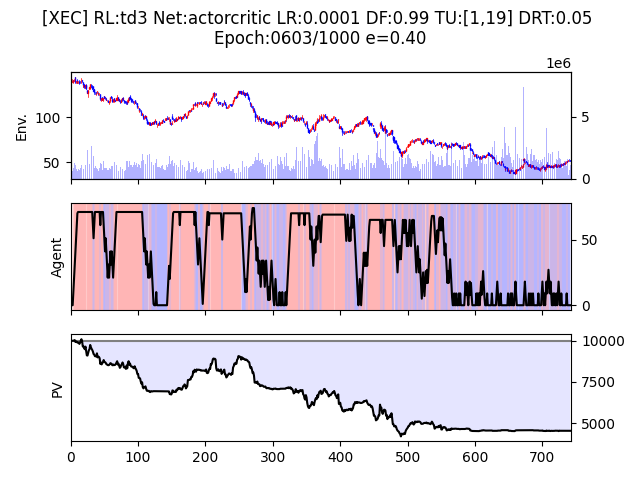 [XEC] RL:td3 Net:actorcritic LR:0.0001 DF:0.99 TU:[1,19] DRT:0.05
Epoch:0603/1000 e=0.40
1e6
Env.
100
50
5
0
Agent
50
0
PV
10000
7500
5000
0 100 200 300 400 500 600 700